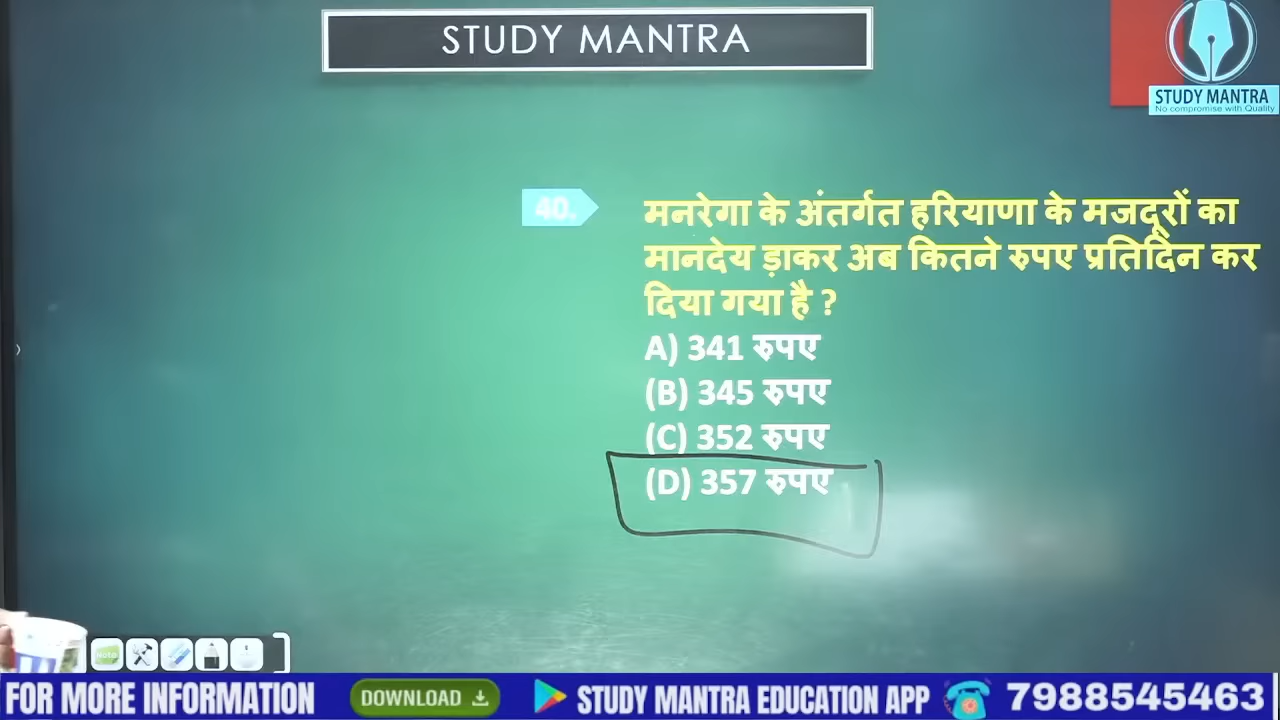 STUDY MANTRA
STUDY MANTRA
No compromise with Quality
40.
मनरेगा के अंतर्गत हरियाणा के मजदूरों का
मानदेय ड़ाकर अब कितने रुपए प्रतिदिन कर
दिया गया है ?
A) 341 रुपए
(B) 345 रुपए
(C) 352 रुपए
(D) 357 रुपए
FOR MORE INFORMATION
DOWNLOAD
STUDY MANTRA EDUCATION APP
7988545463